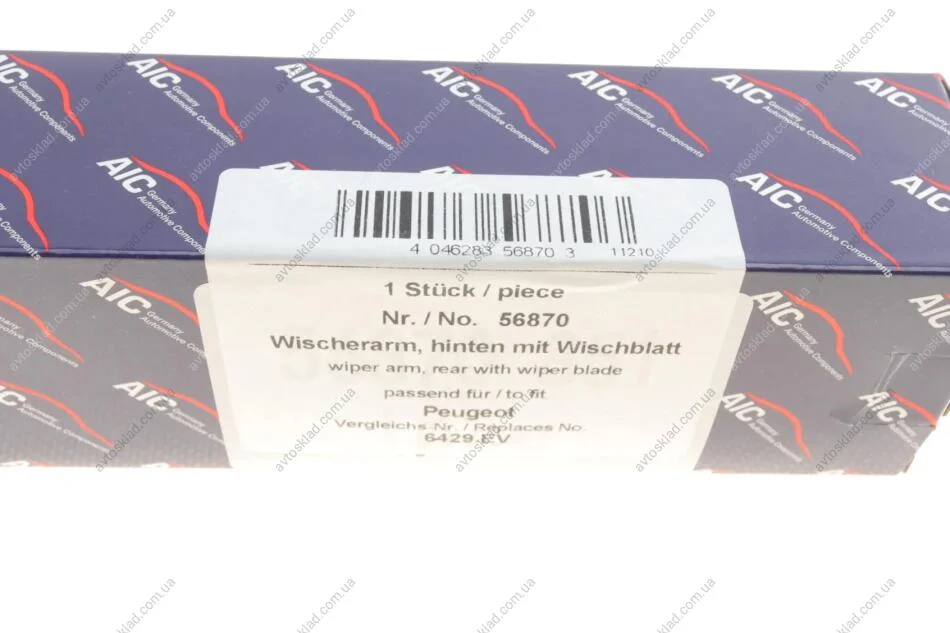 AIC Germany Automotive Components
4 046283 56870 3
11210
1 Stück / piece
Nr. / No. 56870
Wischerarm, hinten mit Wischblatt
wiper arm, rear with wiper blade
passend für / to fit
Peugeot
Vergleichs-Nr. / Replaces No.
6429.EV
avtosklad.com.ua